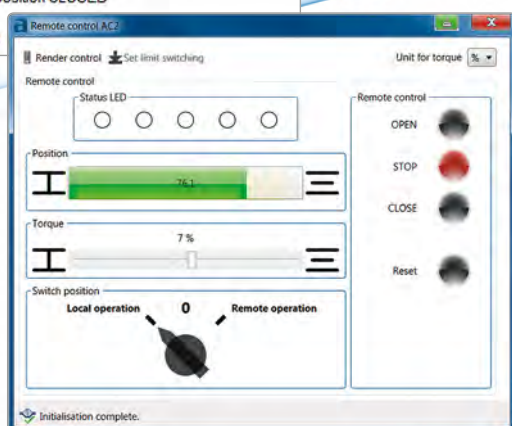 position CLOSED
Remote control AC2
Render control Set limit switching
Unit for torque %
Remote control
Status LED
Position
76,1
Torque
7 %
Switch position
Local operation 0 Remote operation
Remote control
OPEN
STOP
CLOSE
Reset
Initialisation complete.